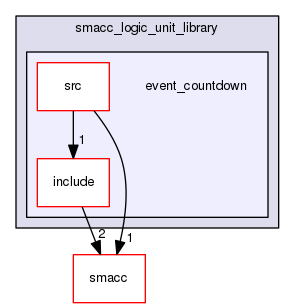 smacc_logic_unit_library
src
event_countdown
1
include
2
1
smacc